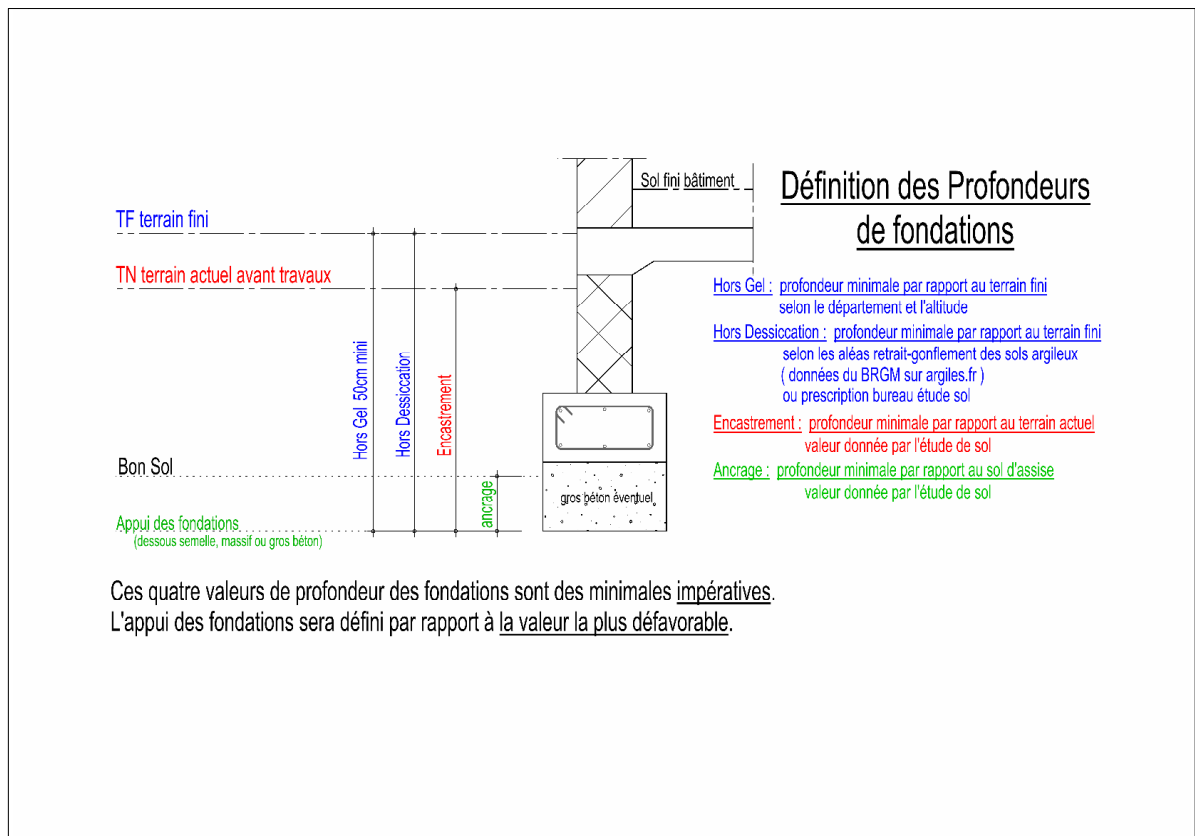 Sol fini bâtiment
Définition des Profondeurs
de fondations
TF terrain fini
TN terrain actuel avant travaux
Hors Gel 50cm mini
Hors Dessiccation
Encastrement
ancrage
Bon Sol
Appui des fondations
(dessous semelle, massif ou gros béton)
gros béton éventuel
Hors Gel : profondeur minimale par rapport au terrain fini
selon le département et l'altitude
Hors Dessiccation : profondeur minimale par rapport au terrain fini
selon les aléas retrait-gonflement des sols argileux
( données du BRGM sur argiles.fr )
ou prescription bureau étude sol
Encastrement : profondeur minimale par rapport au terrain actuel
valeur donnée par l'étude de sol
Ancrage : profondeur minimale par rapport au sol d'assise
valeur donnée par l'étude de sol
Ces quatre valeurs de profondeur des fondations sont des minimales impératives.
L'appui des fondations sera défini par rapport à la valeur la plus défavorable.